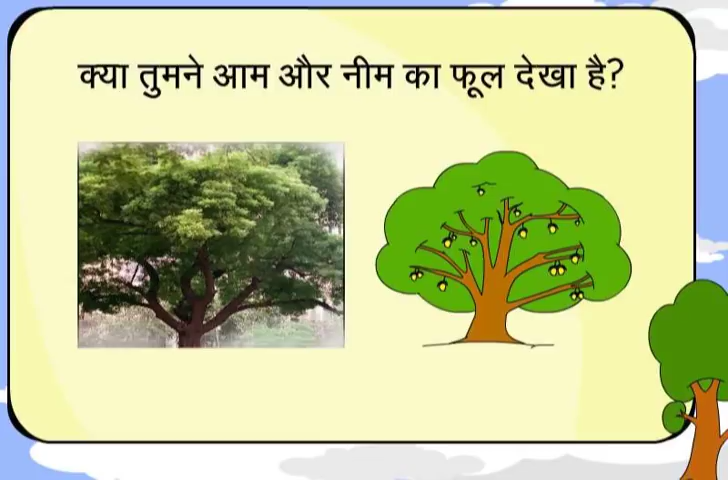 क्या तुमने आम और नीम का फूल देखा है?